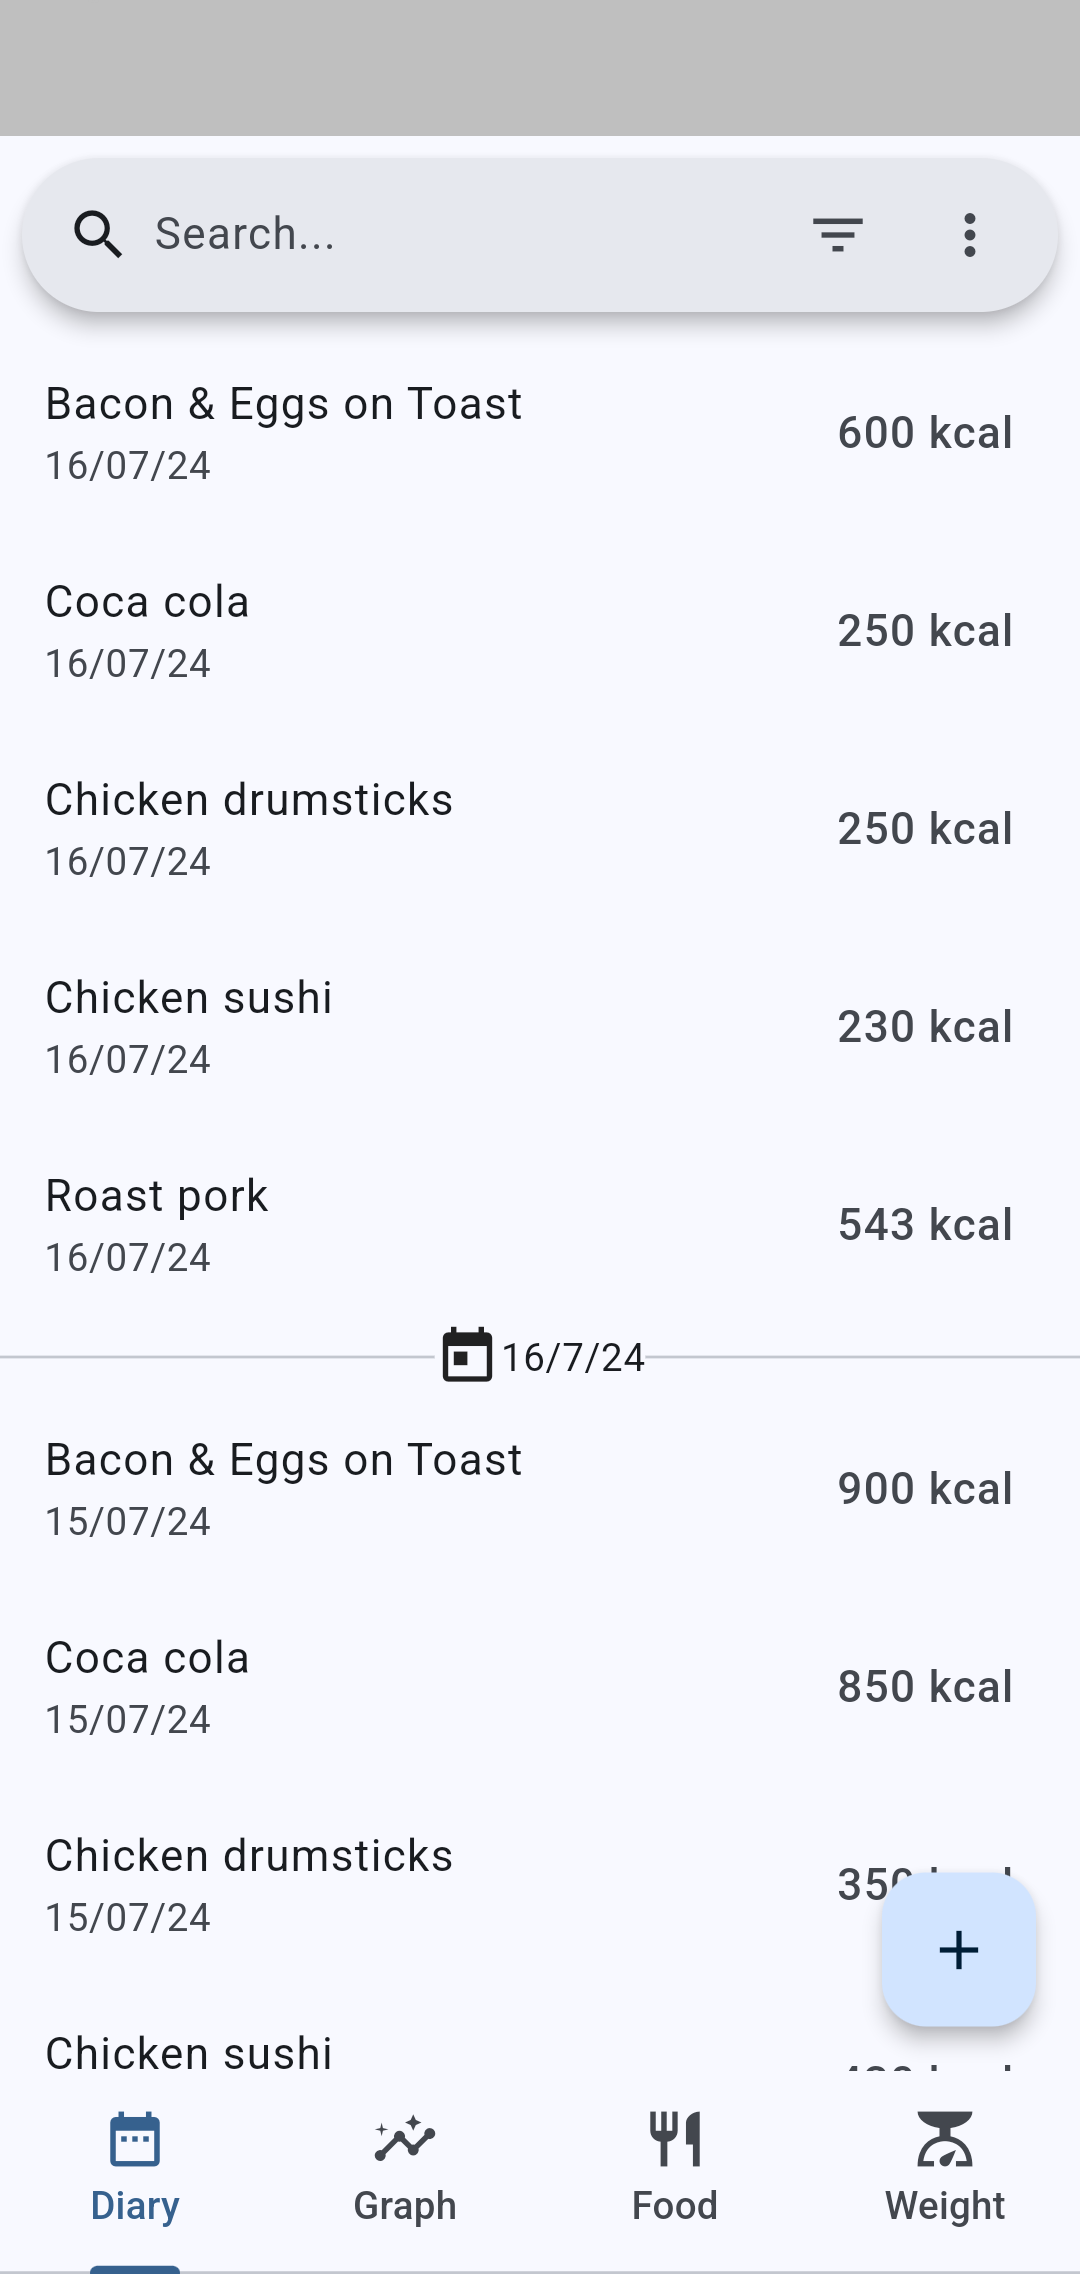 Search...
Bacon & Eggs on Toast
16/07/24
600 kcal
Coca cola
16/07/24
250 kcal
Chicken drumsticks
16/07/24
250 kcal
Chicken sushi
16/07/24
230 kcal
Roast pork
16/07/24
543 kcal
16/7/24
Bacon & Eggs on Toast
15/07/24
900 kcal
Coca cola
15/07/24
850 kcal
Chicken drumsticks
15/07/24
Chicken sushi
Diary
Graph
Food
Weight